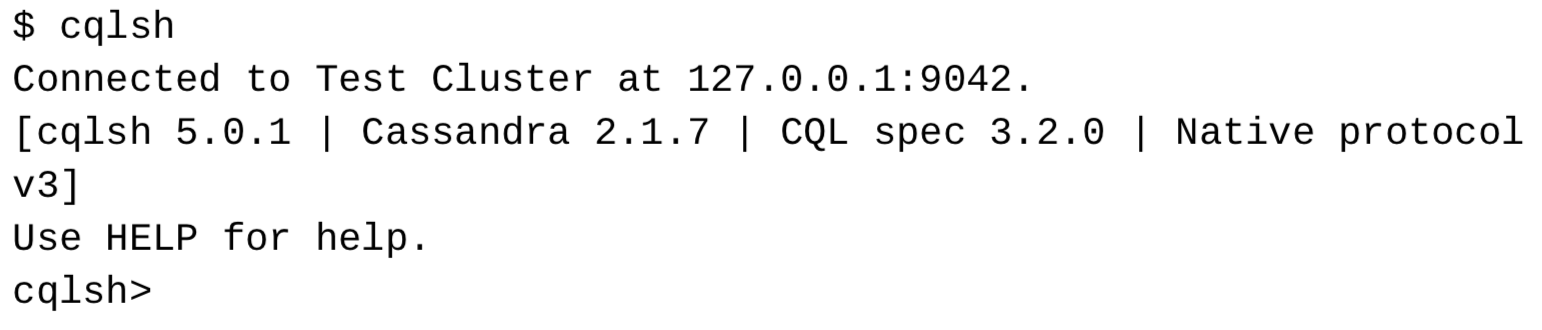 $ cqlsh
Connected to Test Cluster at 127.0.0.1:9042.
[cqlsh 5.0.1 | Cassandra 2.1.7 | CQL spec 3.2.0 | Native protocol
v3]
Use HELP for help.
cqlsh>